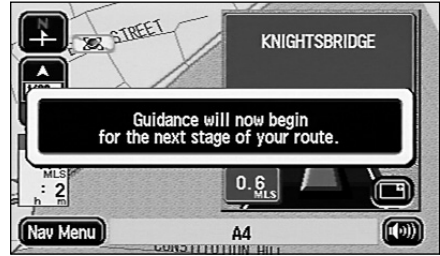 N
STREET
KNIGHTSBRIDGE
Guidance will now begin
for the next stage of your route.
MLS
: 2
h m
0.6
MLS
Nav Menu
A4
CONSTITUTION HILL